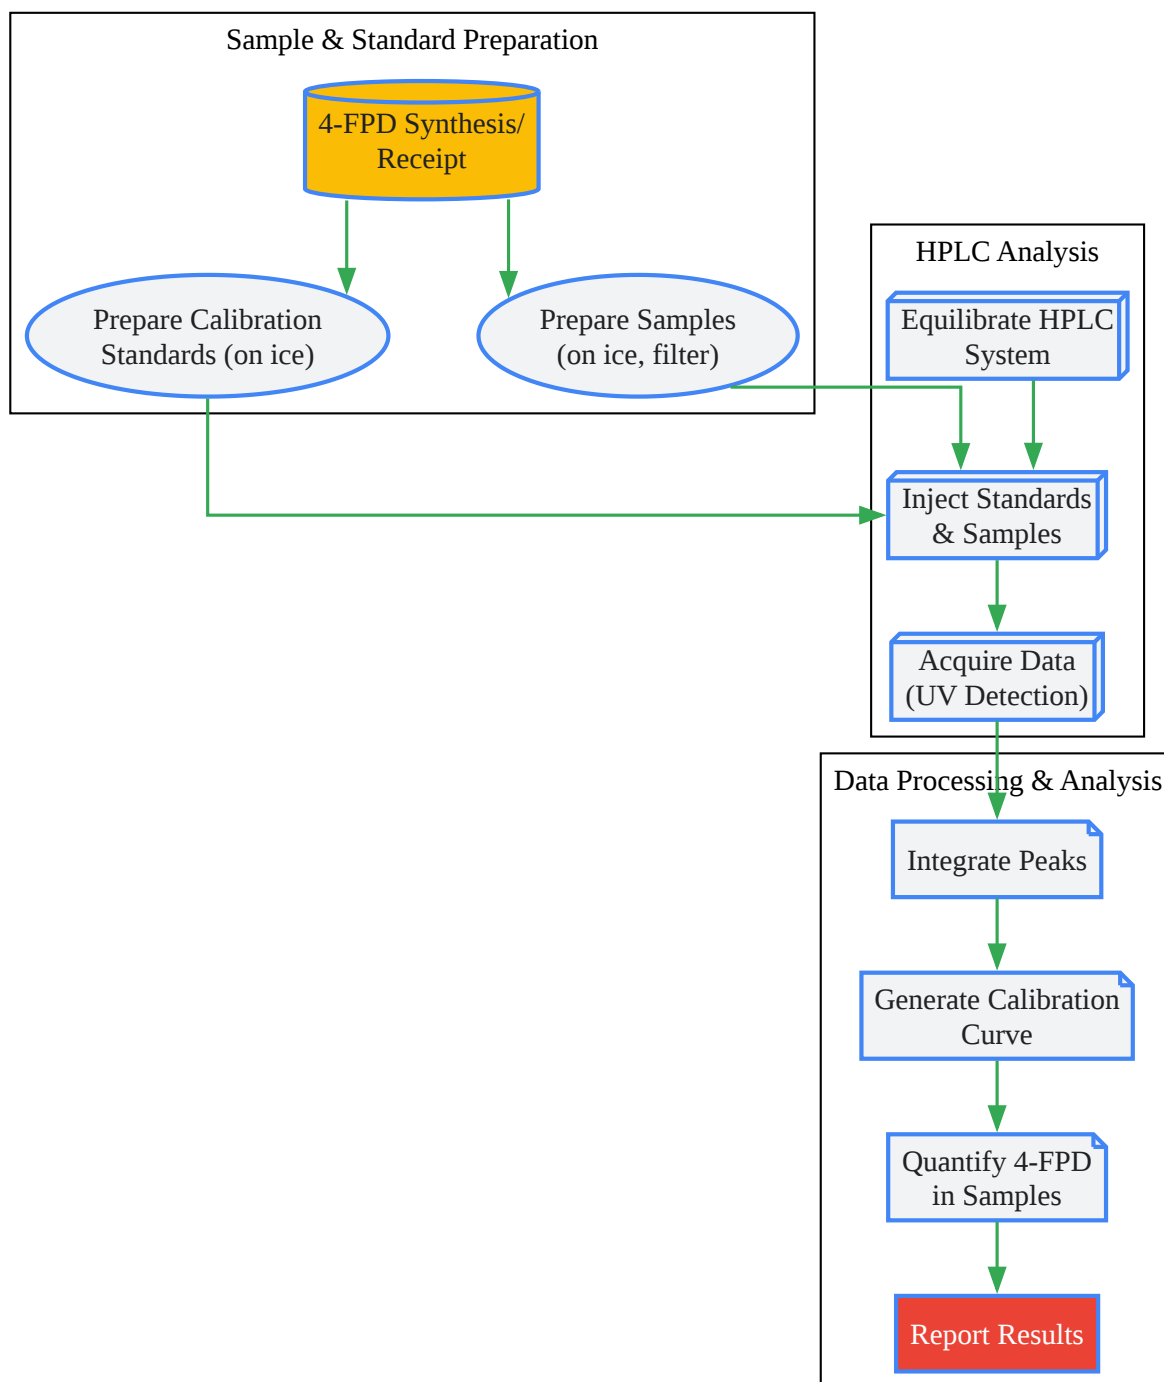 Sample & Standard Preparation
4-FPD Synthesis/
Receipt
Prepare Calibration
Standards (on ice)
Prepare Samples
(on ice, filter)
HPLC Analysis
Equilibrate HPLC
System
Inject Standards
& Samples
Acquire Data
(UV Detection)
Data Processing & Analysis
Integrate Peaks
Generate Calibration
Curve
Quantify 4-FPD
in Samples
Report Results